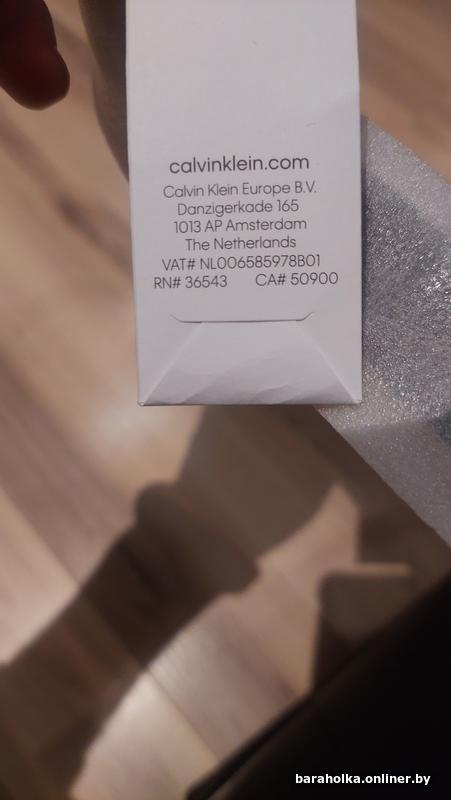 calvinklein.com
Calvin Klein Europe B.V.
Danzigerkade 165
1013 AP Amsterdam
The Netherlands
VAT# NL006585978B01
RN# 36543 CA# 50900
baraholka.onliner.by